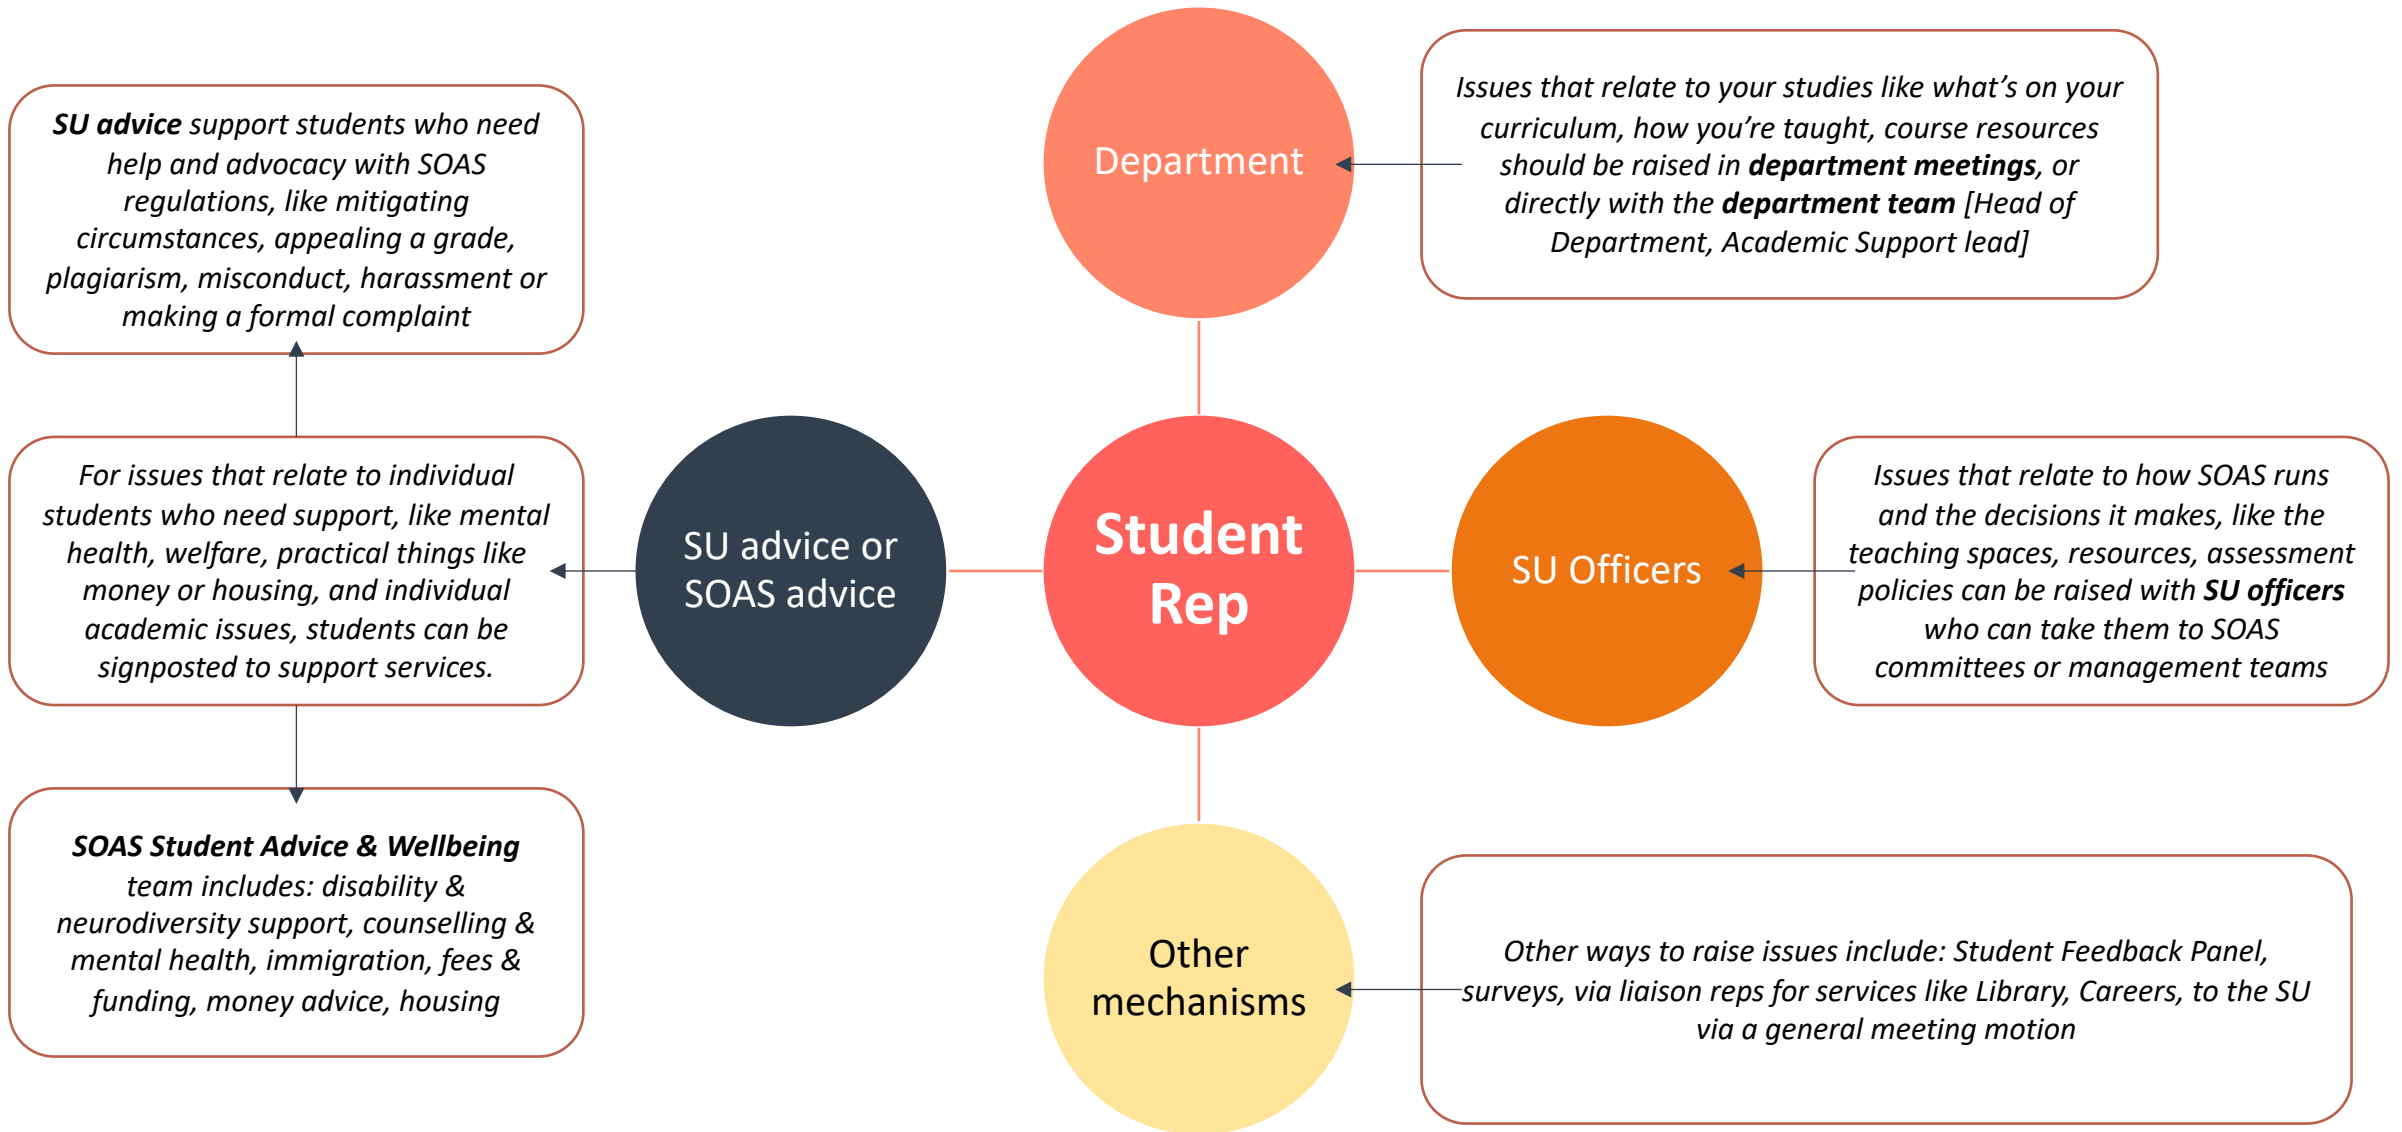 SU advice support students who need
help and advocacy with SOAS
regulations, like mitigating
circumstances, appealing a grade,
plagiarism, misconduct, harassment or
making a formal complaint
For issues that relate to individual
students who need support, like mental
health, welfare, practical things like
money or housing, and individual
academic issues, students can be
signposted to support services.
SOAS Student Advice & Wellbeing
team includes: disability &
neurodiversity support, counselling &
mental health, immigration, fees &
funding, money advice, housing
SU advice or
SOAS advice
Department
Student
Rep
Other
mechanisms
SU Officers
Issues that relate to your studies like what’s on your
curriculum, how you’re taught, course resources
should be raised in department meetings, or
directly with the department team [Head of
Department, Academic Support lead]
Issues that relate to how SOAS runs
and the decisions it makes, like the
teaching spaces, resources, assessment
policies can be raised with SU officers
who can take them to SOAS
committees or management teams
Other ways to raise issues include: Student Feedback Panel,
surveys, via liaison reps for services like Library, Careers, to the SU
via a general meeting motion